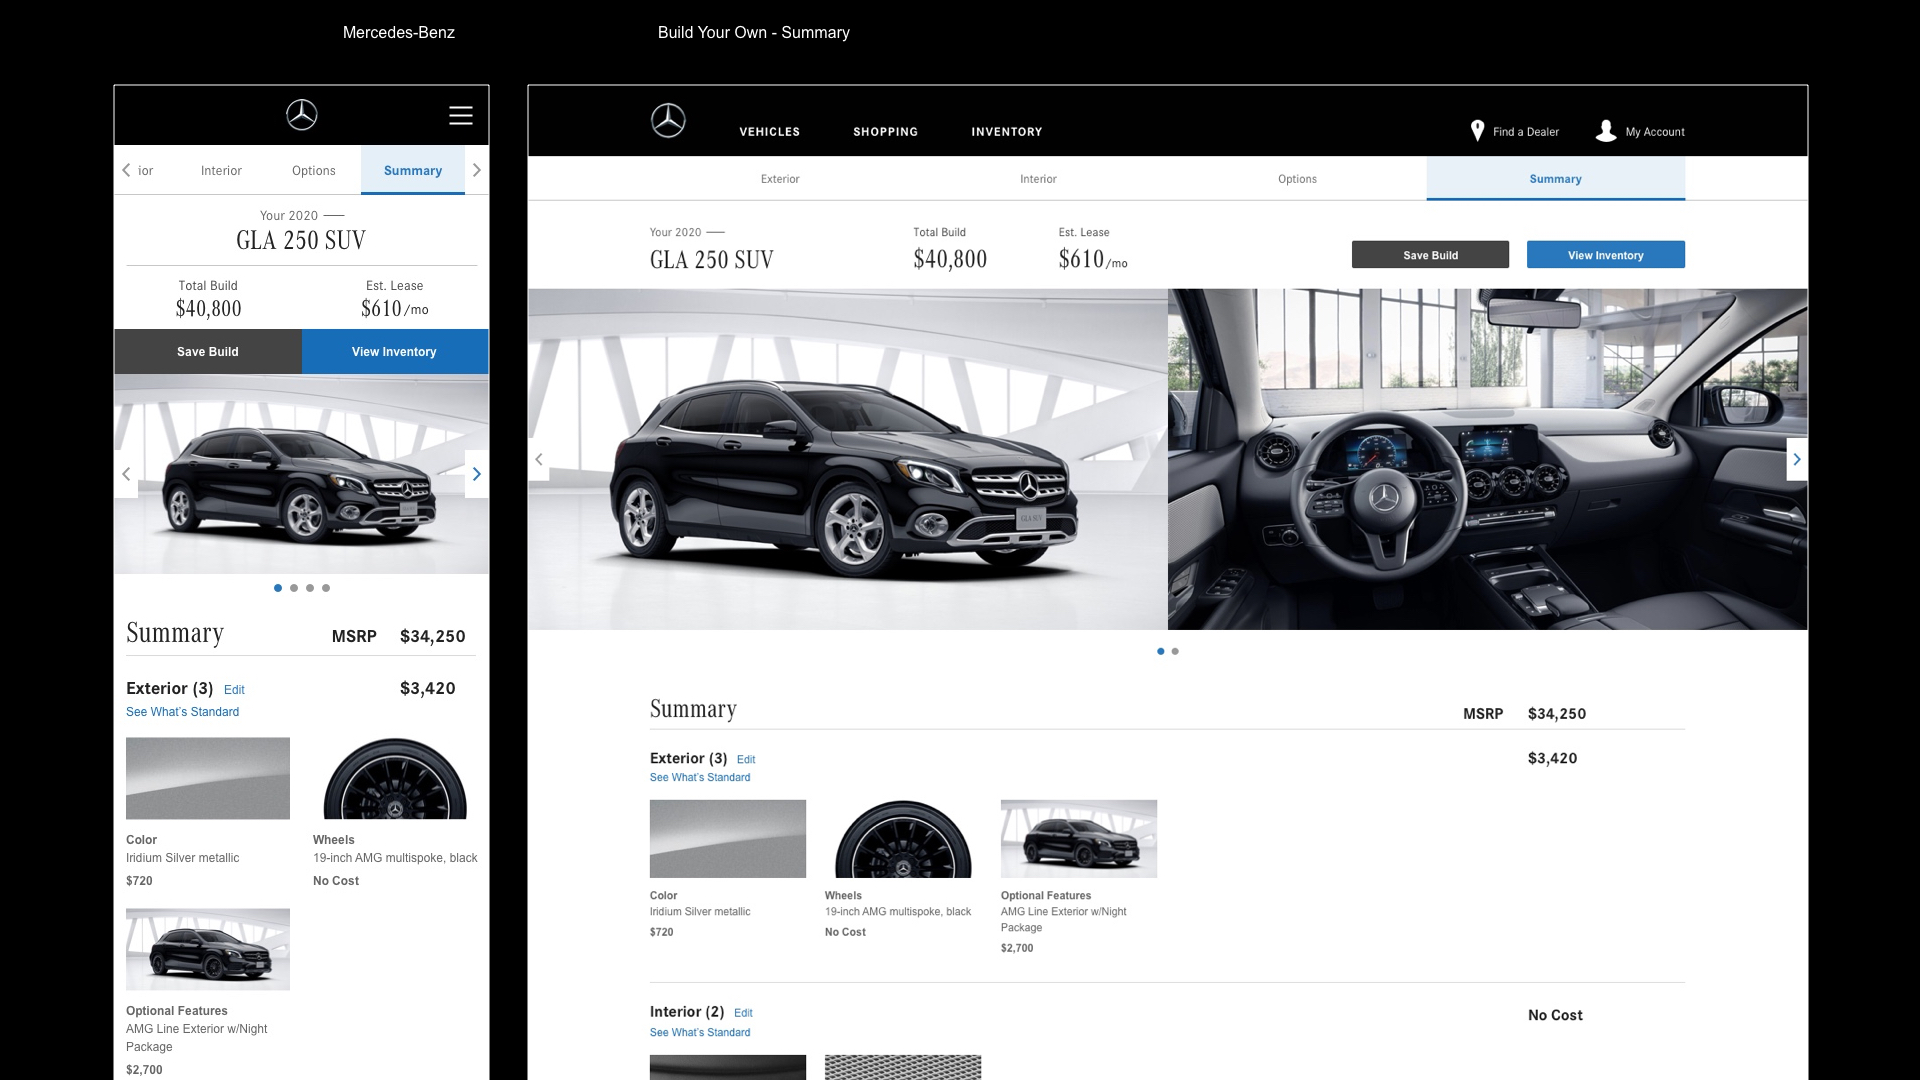 Mercedes-Benz
Build Your Own - Summary
ior
Interior
Options
Summary
Your 2020
GLA 250 SUV
Total Build
$40,800
Est. Lease
$610/mo
Save Build
View Inventory
Summary
MSRP
$34,250
Exterior (3)
Edit
$3,420
See What's Standard
Color
Iridium Silver metallic
$720
Wheels
19-inch AMG multispoke, black
No Cost
Optional Features
AMG Line Exterior w/Night
Package
$2,700
VEHICLES
SHOPPING
INVENTORY
Find a Dealer
My Account
Exterior
Interior
Options
Summary
Your 2020
GLA 250 SUV
Total Build
$40,800
Est. Lease
$610/mo
Save Build
View Inventory
GLA SUV
Summary
MSRP
$34,250
Exterior (3)
Edit
$3,420
See What's Standard
Color
Iridium Silver metallic
$720
Wheels
19-inch AMG multispoke, black
No Cost
Optional Features
AMG Line Exterior w/Night
Package
$2,700
Interior (2)
Edit
No Cost
See What's Standard